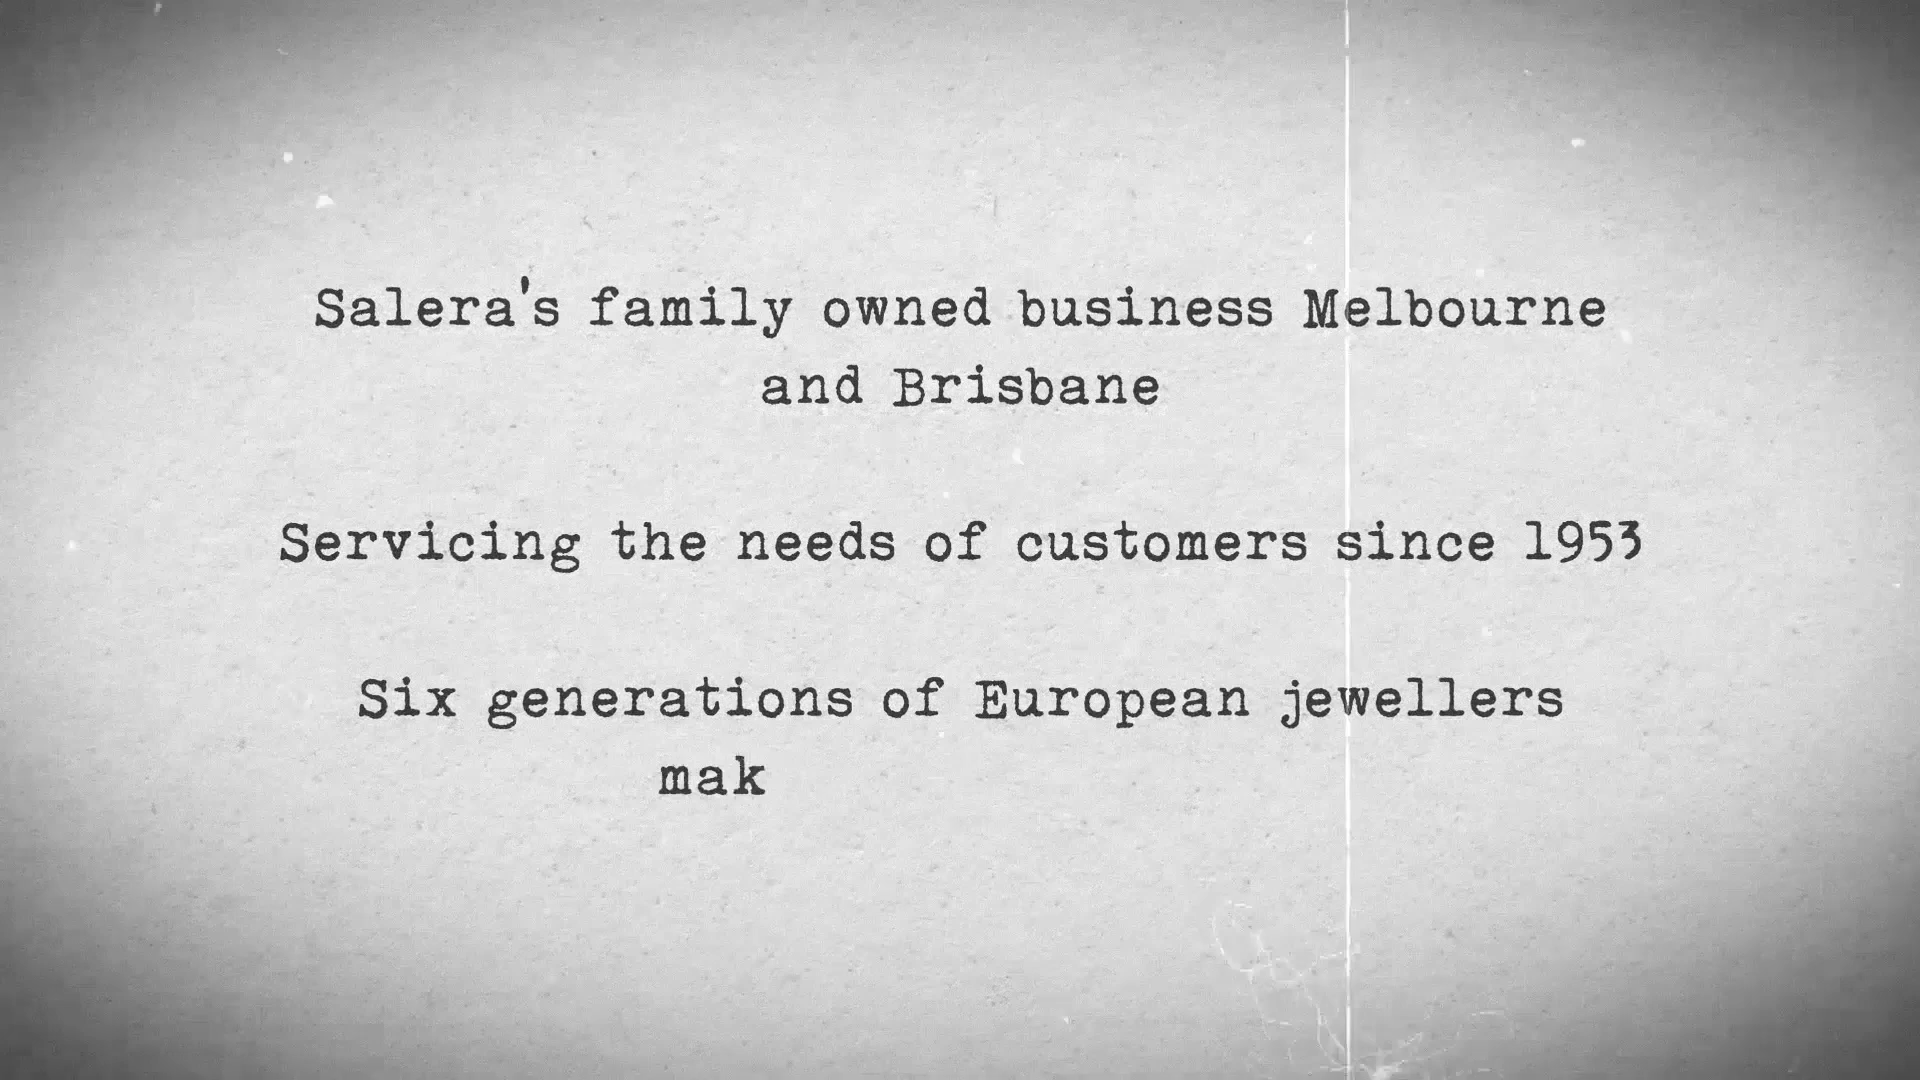 Salera's family owned business Melbourne
and Brisbane
Servicing the needs of customers since 1953
Six generations of European jewellers
mak